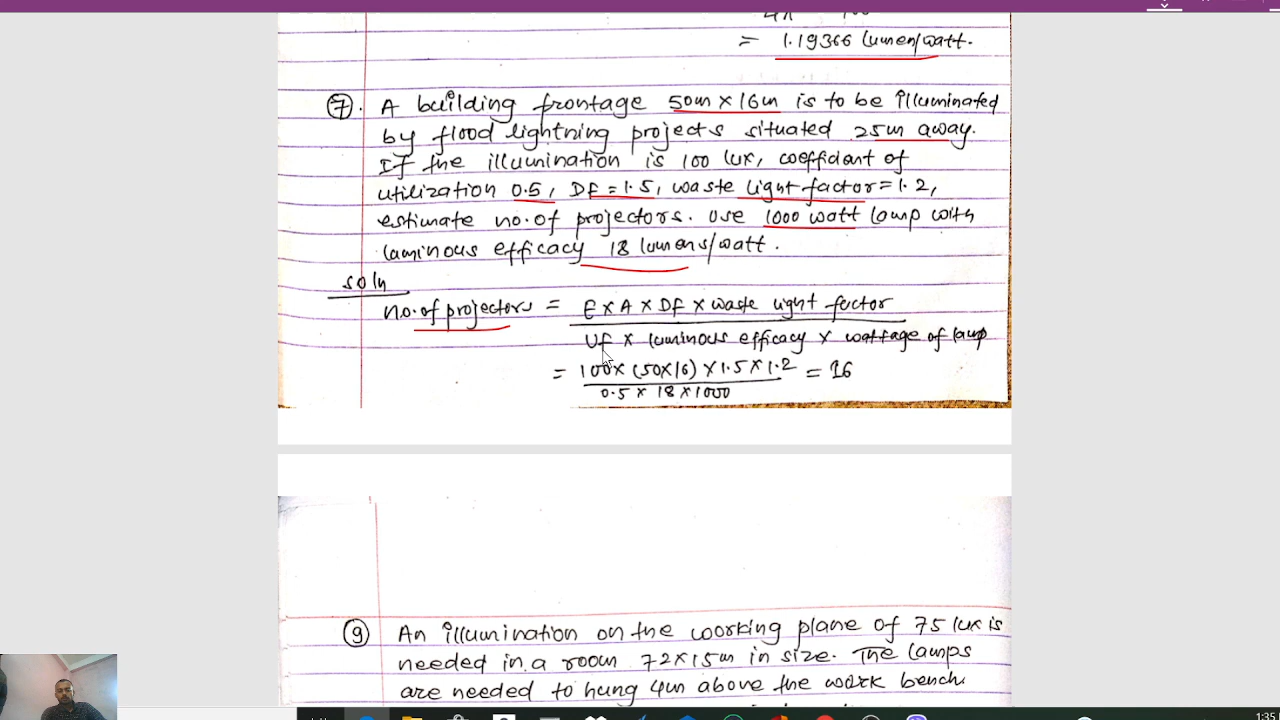 4π 100
= 1.19366 lumen/watt.
⑦. A building frontage 50m × 16m is to be illuminated
by flood lightning projects situated 25m away.
If the illumination is 100 lux, coefficient of
utilization 0.5, DF = 1.5, waste light factor = 1.2,
estimate no. of projectors. Use 1000 watt lamp with
luminous efficacy 18 lumens/watt.
soln
no. of projectors = E × A × DF × waste light factor
UF × luminous efficacy × wattage of lamp
= 100 × (50×16) × 1.5 × 1.2 = 16
0.5 × 18 × 1000
⑨ An illumination on the working plane of 75 lux is
needed in a room 72×15m in size. The lamps
are needed to hung 4m above the work bench
1:35